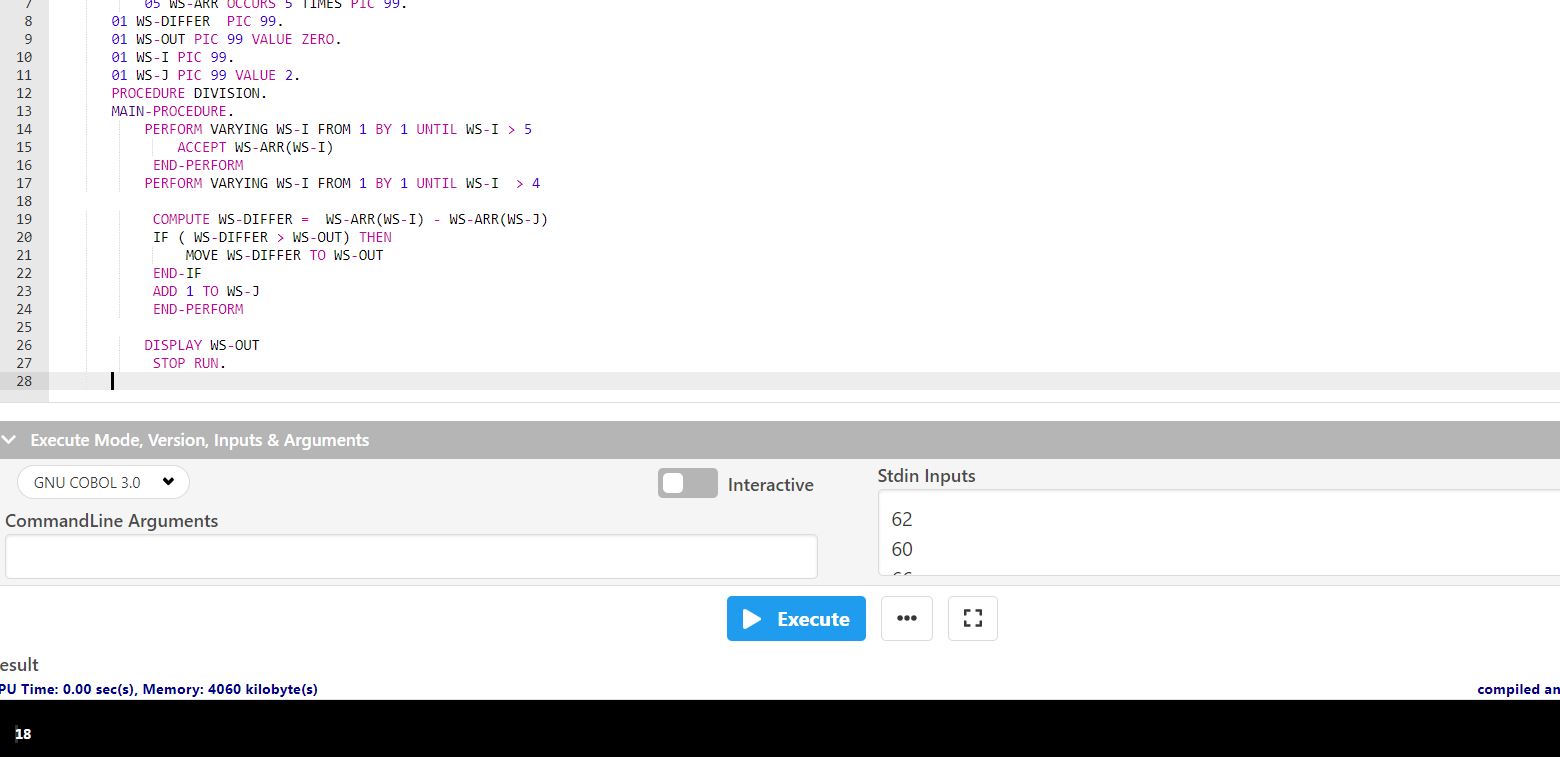 7 05 WS-ARR OCCURS 5 TIMES PIC 99.
8 01 WS-DIFFER PIC 99.
9 01 WS-OUT PIC 99 VALUE ZERO.
10 01 WS-I PIC 99.
11 01 WS-J PIC 99 VALUE 2.
12 PROCEDURE DIVISION.
13 MAIN-PROCEDURE.
14 PERFORM VARYING WS-I FROM 1 BY 1 UNTIL WS-I > 5
15 ACCEPT WS-ARR(WS-I)
16 END-PERFORM
17 PERFORM VARYING WS-I FROM 1 BY 1 UNTIL WS-I > 4
18
19 COMPUTE WS-DIFFER = WS-ARR(WS-I) - WS-ARR(WS-J)
20 IF ( WS-DIFFER > WS-OUT) THEN
21 MOVE WS-DIFFER TO WS-OUT
22 END-IF
23 ADD 1 TO WS-J
24 END-PERFORM
25
26 DISPLAY WS-OUT
27 STOP RUN.
28
Execute Mode, Version, Inputs & Arguments
GNU COBOL 3.0
Interactive
Stdin Inputs
CommandLine Arguments
62
60
Execute
esult
PU Time: 0.00 sec(s), Memory: 4060 kilobyte(s)
compiled an
18